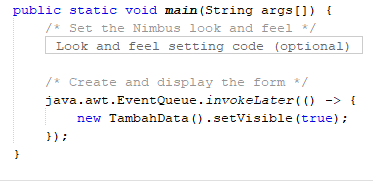 public static void main(String args[]) {
/* Set the Nimbus look and feel */
Look and feel setting code (optional)
/* Create and display the form */
java.awt.EventQueue.invokeLater(() -> {
new TambahData().setVisible(true);
});
}